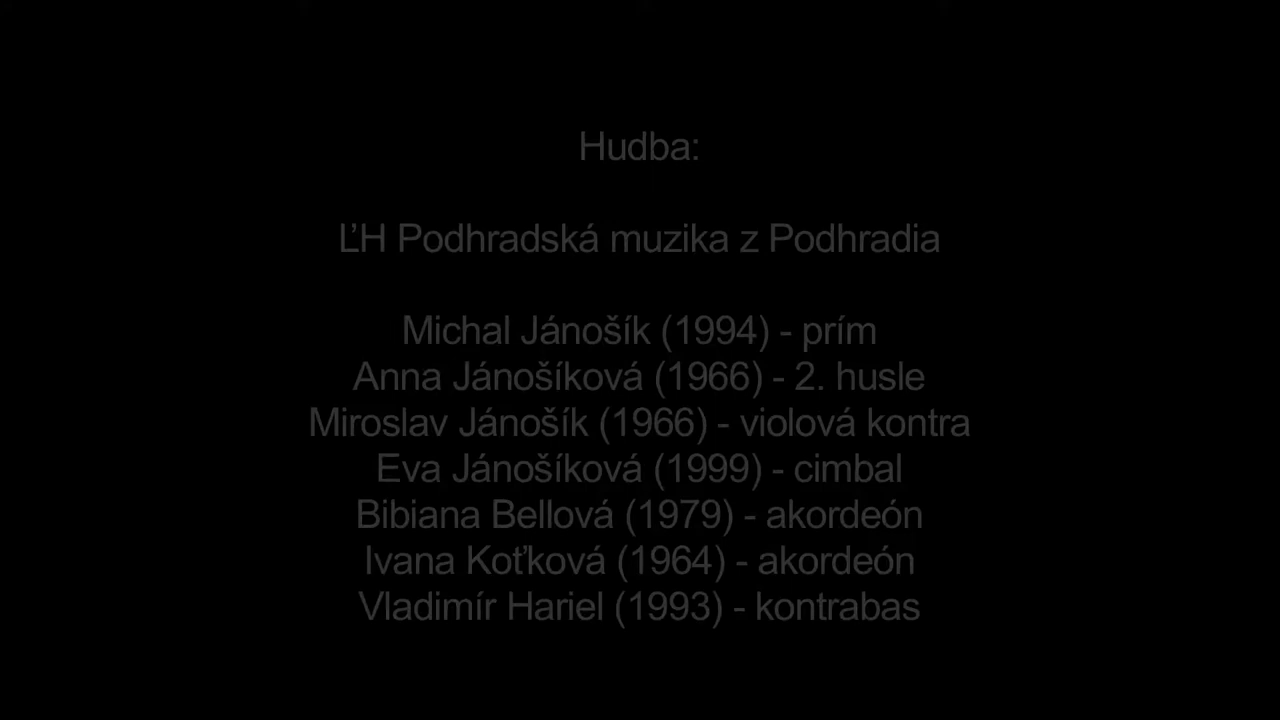 Hudba:
ĽH Podhradská muzika z Podhradia
Michal Jánošík (1994) - prím
Anna Jánošíková (1966) - 2. husle
Miroslav Jánošík (1966) - violová kontra
Eva Jánošíková (1999) - cimbal
Bibiana Bellová (1979) - akordeón
Ivana Koťková (1964) - akordeón
Vladimír Hariel (1993) - kontrabas